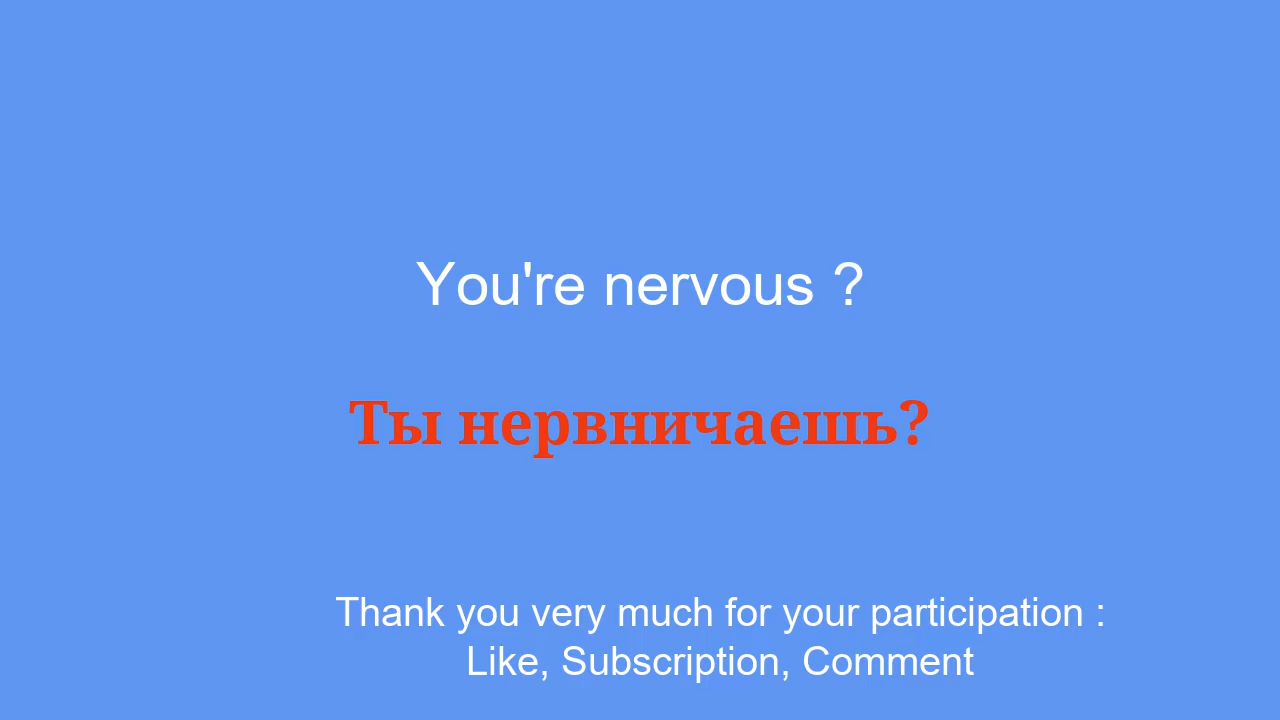 You're nervous ?
Ты нервничаешь?
Thank you very much for your participation :
Like, Subscription, Comment